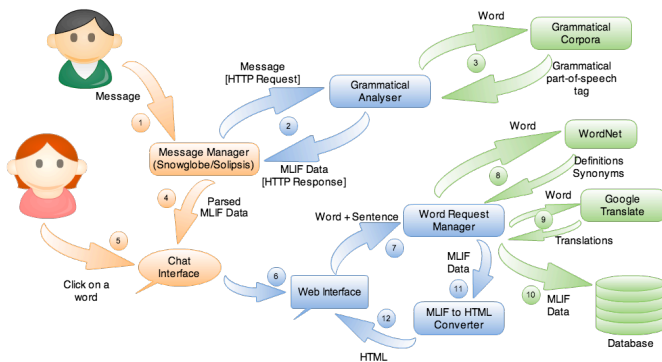 Message
1
Message Manager
(Snowglobe/Solipsis)
Message
[HTTP Request]
2
MLIF Data
[HTTP Response]
Grammatical
Analyser
Word
3
Grammatical
part-of-speech
tag
Grammatical
Corpora
4
Parsed
MLIF Data
5
Click on a
word
Chat
Interface
6
Web Interface
Word + Sentence
7
Word Request
Manager
Word
8
Definitions
Synonyms
WordNet
Word
9
Translations
Google
Translate
10
MLIF
Data
Database
MLIF
Data
11
MLIF to HTML
Converter
12
HTML